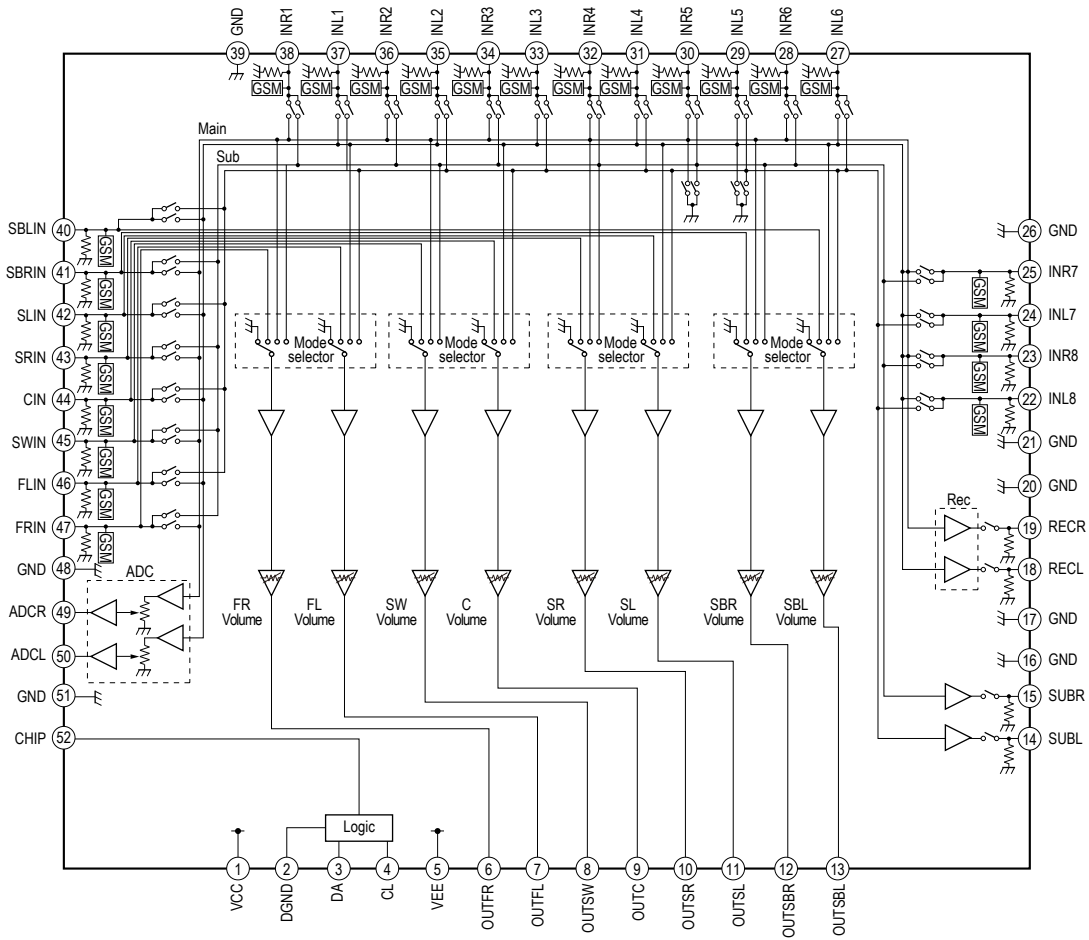 GND INR1 INL1 INR2 INL2 INR3 INL3 INR4 INL4 INR5 INL5 INR6 INL6
39 38 37 36 35 34 33 32 31 30 29 28 27
GSM GSM GSM GSM GSM GSM GSM GSM GSM GSM GSM GSM
Main
Sub
SBLIN 40 GSM
SBRIN 41 GSM
SLIN 42 GSM
SRIN 43 GSM
CIN 44 GSM
SWIN 45 GSM
FLIN 46 GSM
FRIN 47 GSM
GND 48
ADC
ADCR 49
ADCL 50
GND 51
CHIP 52
Mode selector
Mode selector
Mode selector
Mode selector
FR Volume
FL Volume
SW Volume
C Volume
SR Volume
SL Volume
SBR Volume
SBL Volume
26 GND
GSM 25 INR7
GSM 24 INL7
GSM 23 INR8
GSM 22 INL8
21 GND
20 GND
Rec
19 RECR
18 RECL
17 GND
16 GND
15 SUBR
14 SUBL
Logic
1 2 3 4 5 6 7 8 9 10 11 12 13
VCC DGND DA CL VEE OUTFR OUTFL OUTSW OUTC OUTSR OUTSL OUTSBR OUTSBL